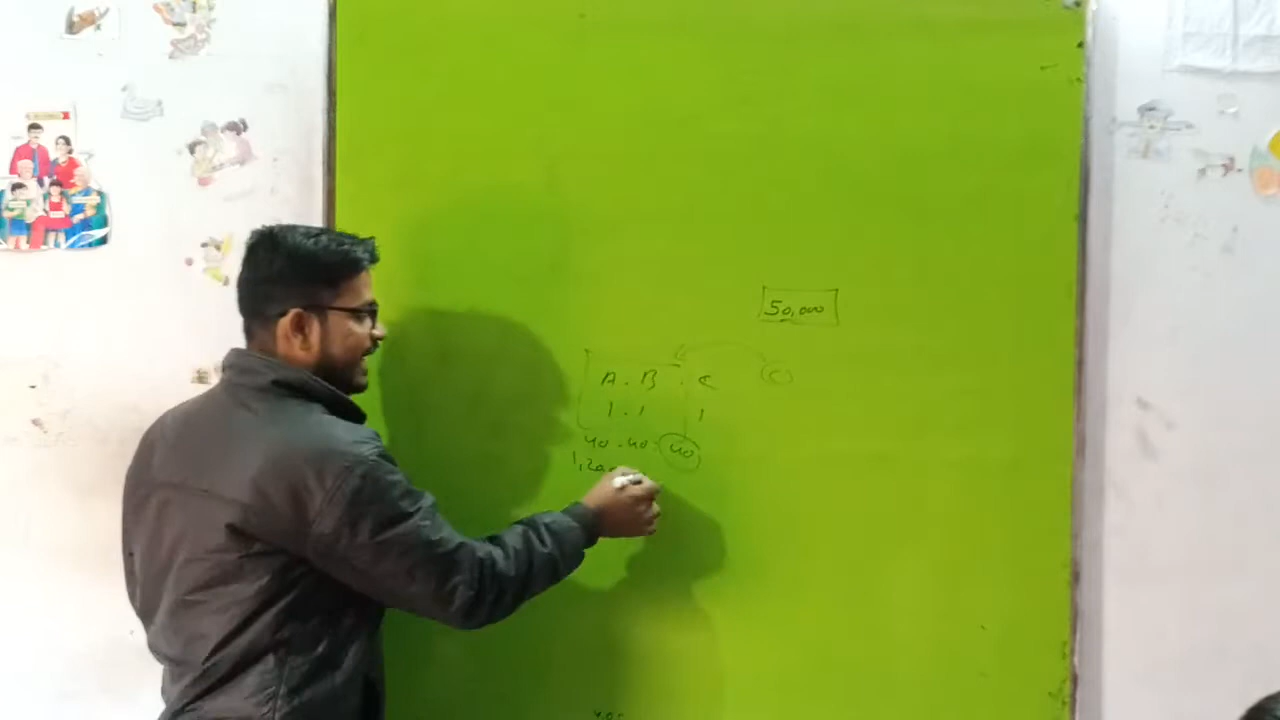 50,000
A . B : C
(C)
1 . 1 1
40 . 40 : 40